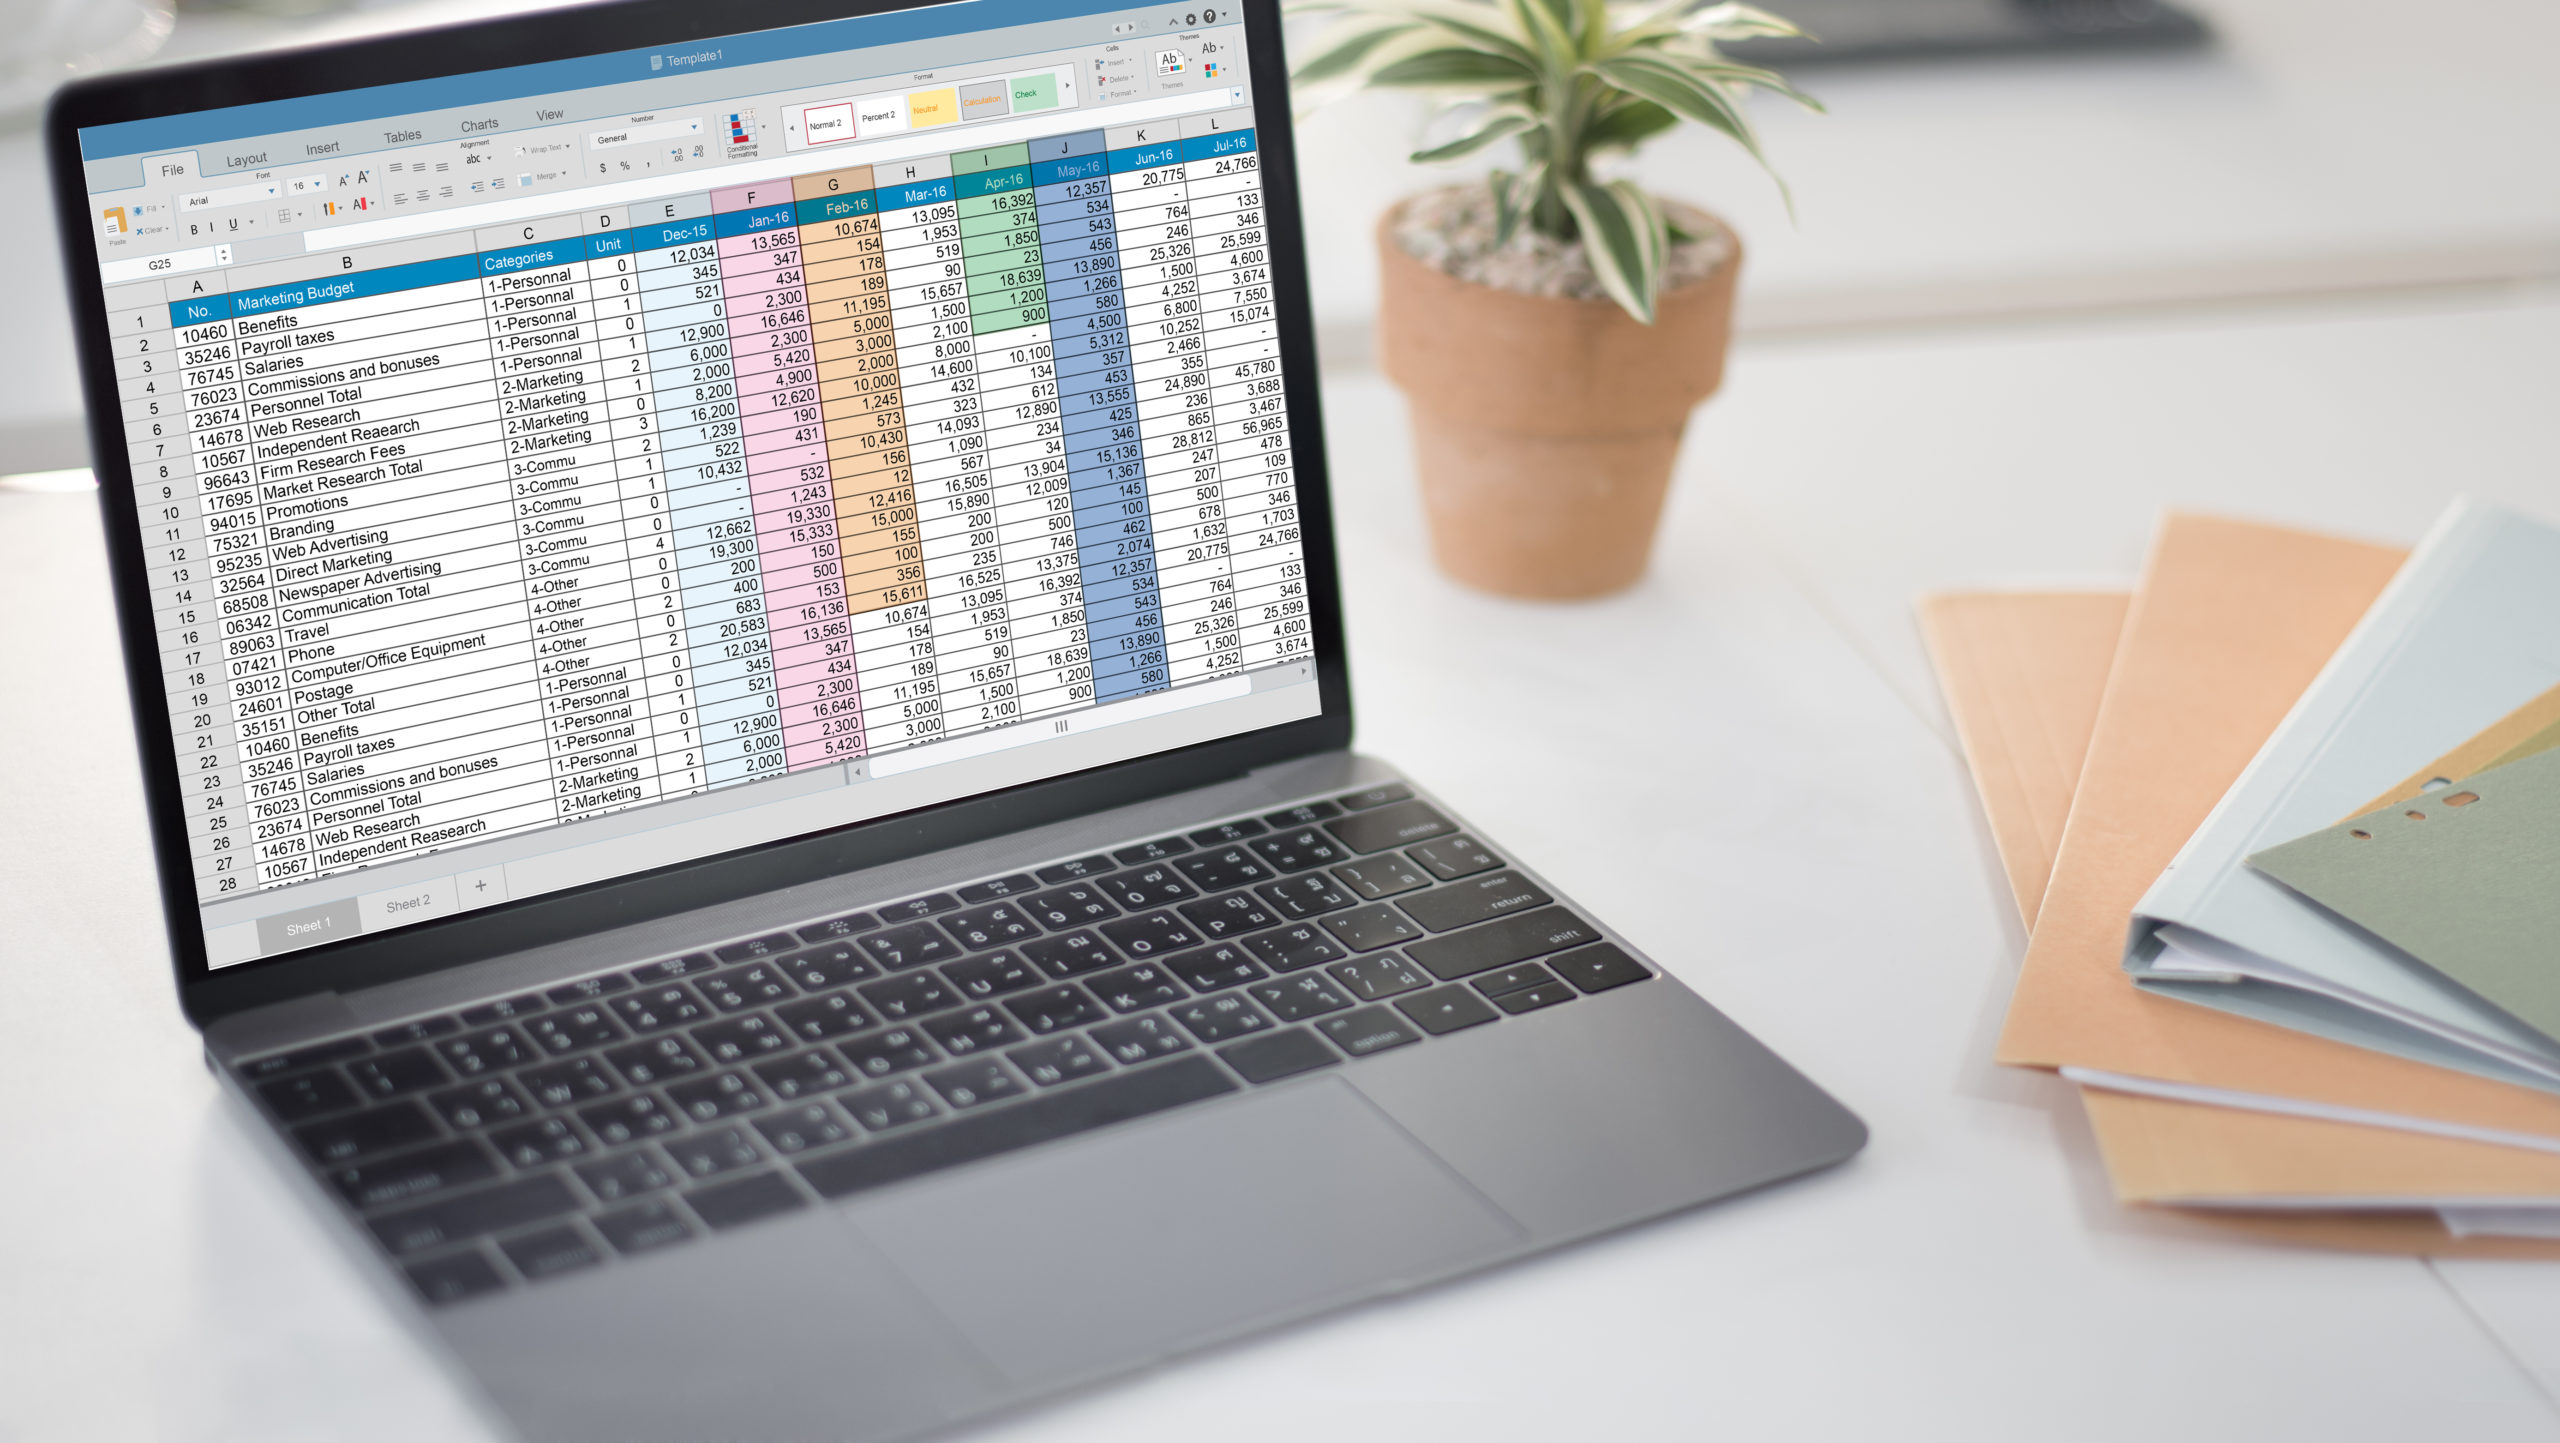 Template1
File Layout Insert Tables Charts View
Font Alignment Number Format Cells Themes
Paste Fill Clear Arial 16 A A abc Wrap Text General Conditional Formatting Normal 2 Percent 2 Neutral Calculation Check Insert Delete Format Ab Themes Ab
B I U A Merge $ % ,
G25
A B C D E F G H I J K L
1 No. Marketing Budget Categories Unit Dec-15 Jan-16 Feb-16 Mar-16 Apr-16 May-16 Jun-16 Jul-16
2 10460 Benefits 1-Personnal 0 12,034 13,565 10,674 13,095 16,392 12,357 20,775 24,766
3 35246 Payroll taxes 1-Personnal 0 345 347 154 1,953 374 534 - -
4 76745 Salaries 1-Personnal 1 521 434 178 519 1,850 543 764 133
5 76023 Commissions and bonuses 1-Personnal 0 0 2,300 189 90 23 456 246 346
6 23674 Personnel Total 1-Personnal 1 12,900 16,646 11,195 15,657 18,639 13,890 25,326 25,599
7 14678 Web Research 2-Marketing 2 6,000 2,300 5,000 1,500 1,200 1,266 1,500 4,600
8 10567 Independent Reaearch 2-Marketing 1 2,000 5,420 3,000 2,100 900 580 4,252 3,674
9 96643 Firm Research Fees 2-Marketing 0 8,200 4,900 2,000 8,000 - 4,500 6,800 7,550
10 17695 Market Research Total 2-Marketing 3 16,200 12,620 10,000 14,600 10,100 5,312 10,252 15,074
11 94015 Promotions 3-Commu 2 1,239 190 1,245 432 134 357 2,466 -
12 75321 Branding 3-Commu 1 522 431 573 323 612 453 355 -
13 95235 Web Advertising 3-Commu 1 10,432 - 10,430 14,093 12,890 13,555 24,890 45,780
14 32564 Direct Marketing 3-Commu 0 - 532 156 1,090 234 425 236 3,688
15 68508 Newspaper Advertising 3-Commu 0 - 1,243 12 567 34 346 865 3,467
16 06342 Communication Total 3-Commu 4 12,662 19,330 12,416 16,505 13,904 15,136 28,812 56,965
17 89063 Travel 4-Other 0 19,300 15,333 15,000 15,890 12,009 1,367 247 478
18 07421 Phone 4-Other 0 200 150 155 200 120 145 207 109
19 93012 Computer/Office Equipment 4-Other 2 400 500 100 200 500 100 500 770
20 24601 Postage 4-Other 0 683 153 356 235 746 462 678 346
21 35151 Other Total 4-Other 2 20,583 16,136 15,611 16,525 13,375 2,074 1,632 1,703
22 10460 Benefits 1-Personnal 0 12,034 13,565 10,674 13,095 16,392 12,357 20,775 24,766
23 35246 Payroll taxes 1-Personnal 0 345 347 154 1,953 374 534 - -
24 76745 Salaries 1-Personnal 1 521 434 178 519 1,850 543 764 133
25 76023 Commissions and bonuses 1-Personnal 0 0 2,300 189 90 23 456 246 346
26 23674 Personnel Total 1-Personnal 1 12,900 16,646 11,195 15,657 18,639 13,890 25,326 25,599
27 14678 Web Research 2-Marketing 2 6,000 2,300 5,000 1,500 1,200 1,266 1,500 4,600
28 10567 Independent Reasearch 2-Marketing 1 2,000 5,420 3,000 2,100 900 580 4,252 3,674
Sheet 1 Sheet 2 +
delete
enter
return
shift
option